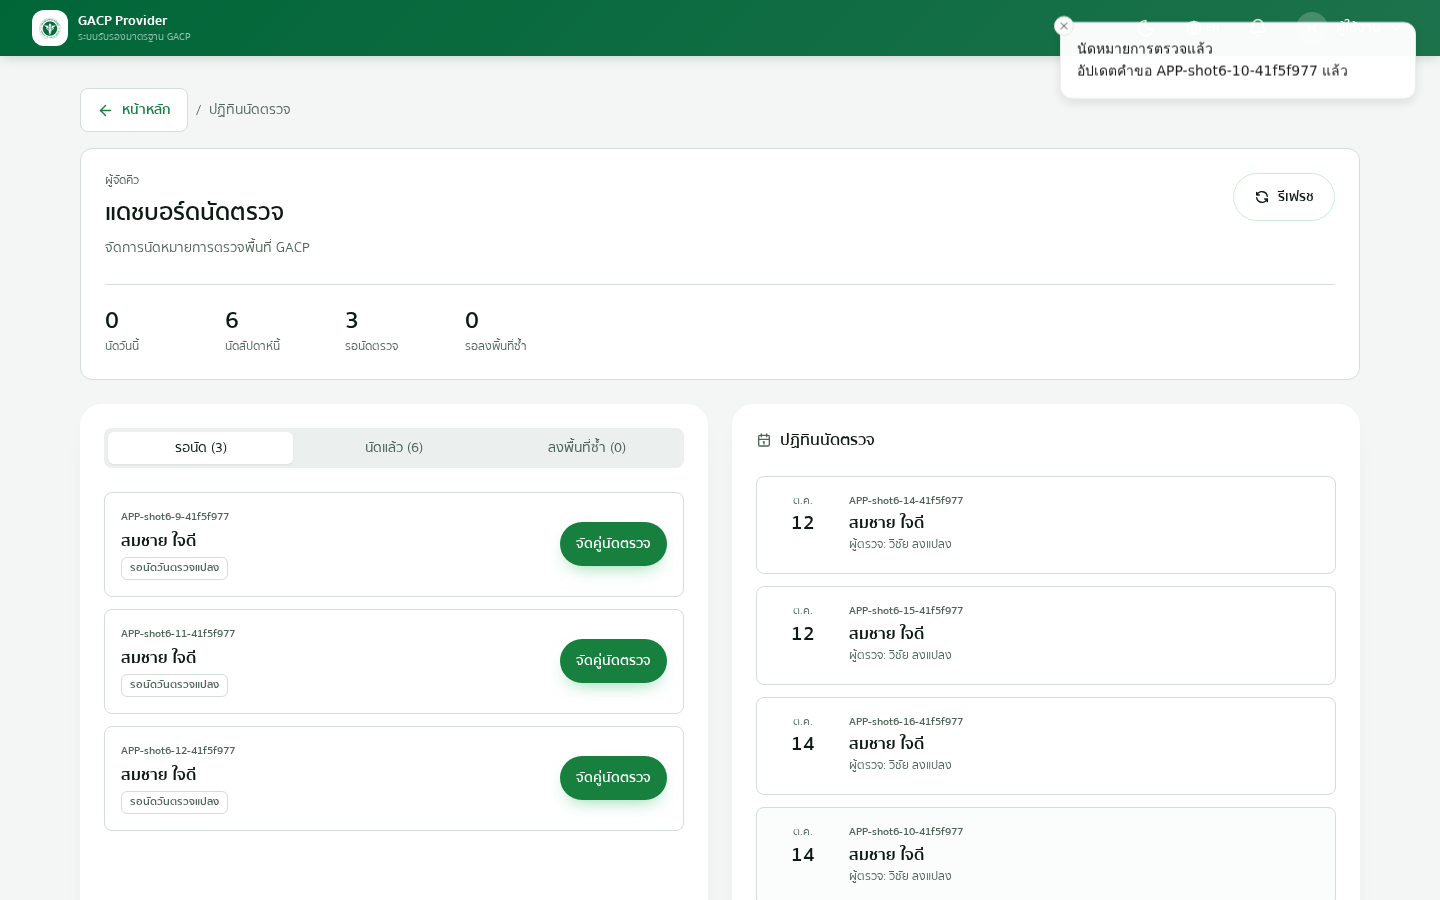 GACP Provider
ระบบรับรองมาตรฐาน GACP
นัดหมายการตรวจแล้ว
อัปเดตคำขอ APP-shot6-10-41f5f977 แล้ว
หน้าหลัก / ปฏิทินนัดตรวจ
ผู้จัดคิว
แดชบอร์ดนัดตรวจ
จัดการนัดหมายการตรวจพื้นที่ GACP
รีเฟรช
0
นัดวันนี้
6
นัดสัปดาห์นี้
3
รอนัดตรวจ
0
รอลงพื้นที่ซ้ำ
รอนัด (3)
นัดแล้ว (6)
ลงพื้นที่ซ้ำ (0)
APP-shot6-9-41f5f977
สมชาย ใจดี
รอนัดวันตรวจแปลง
จัดคู่นัดตรวจ
APP-shot6-11-41f5f977
สมชาย ใจดี
รอนัดวันตรวจแปลง
จัดคู่นัดตรวจ
APP-shot6-12-41f5f977
สมชาย ใจดี
รอนัดวันตรวจแปลง
จัดคู่นัดตรวจ
ปฏิทินนัดตรวจ
ต.ค.
12
APP-shot6-14-41f5f977
สมชาย ใจดี
ผู้ตรวจ: วิชัย ลงแปลง
ต.ค.
12
APP-shot6-15-41f5f977
สมชาย ใจดี
ผู้ตรวจ: วิชัย ลงแปลง
ต.ค.
14
APP-shot6-16-41f5f977
สมชาย ใจดี
ผู้ตรวจ: วิชัย ลงแปลง
ต.ค.
14
APP-shot6-10-41f5f977
สมชาย ใจดี
ผู้ตรวจ: วิชัย ลงแปลง